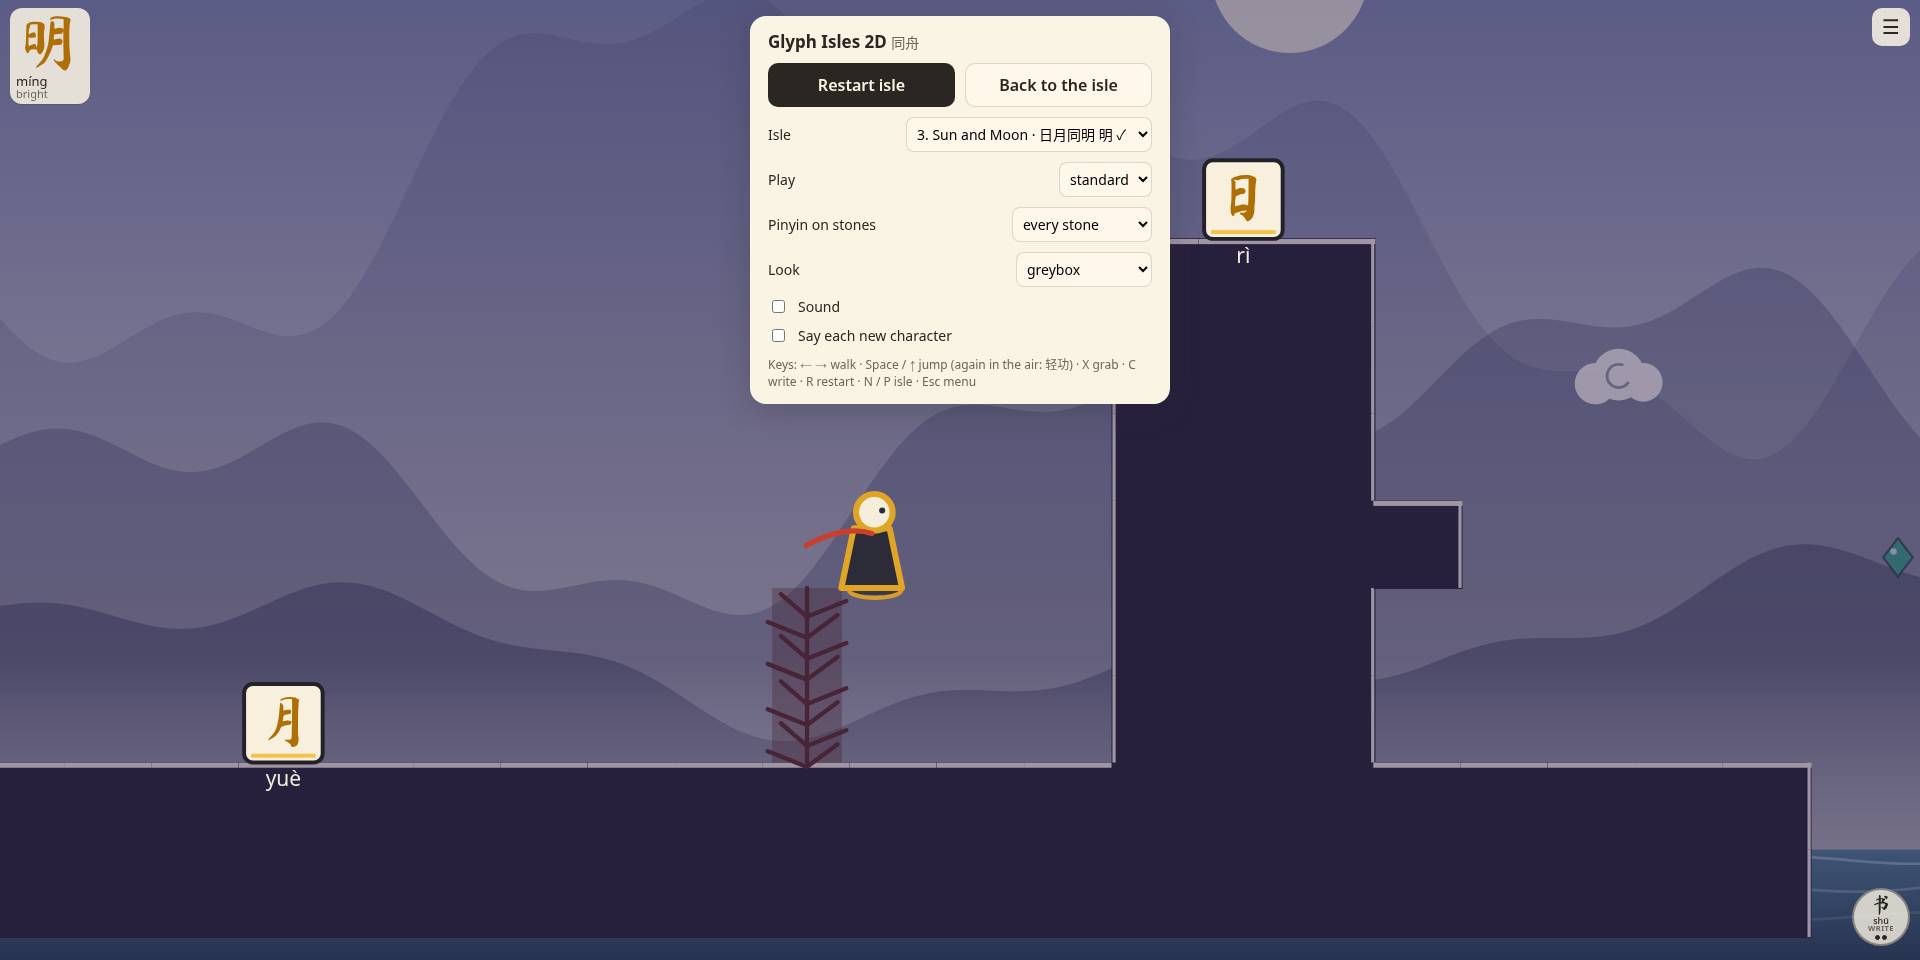 明
míng
bright
Glyph Isles 2D 同舟
Restart isle
Back to the isle
☰
Isle
3. Sun and Moon · 日月同明 明 ✓
Play
standard
Pinyin on stones
every stone
Look
greybox
Sound
Say each new character
Keys: ← → walk · Space / ↑ jump (again in the air: 轻功) · X grab · C
write · R restart · N / P isle · Esc menu
日
rì
月
yuè
书
shū
WRITE